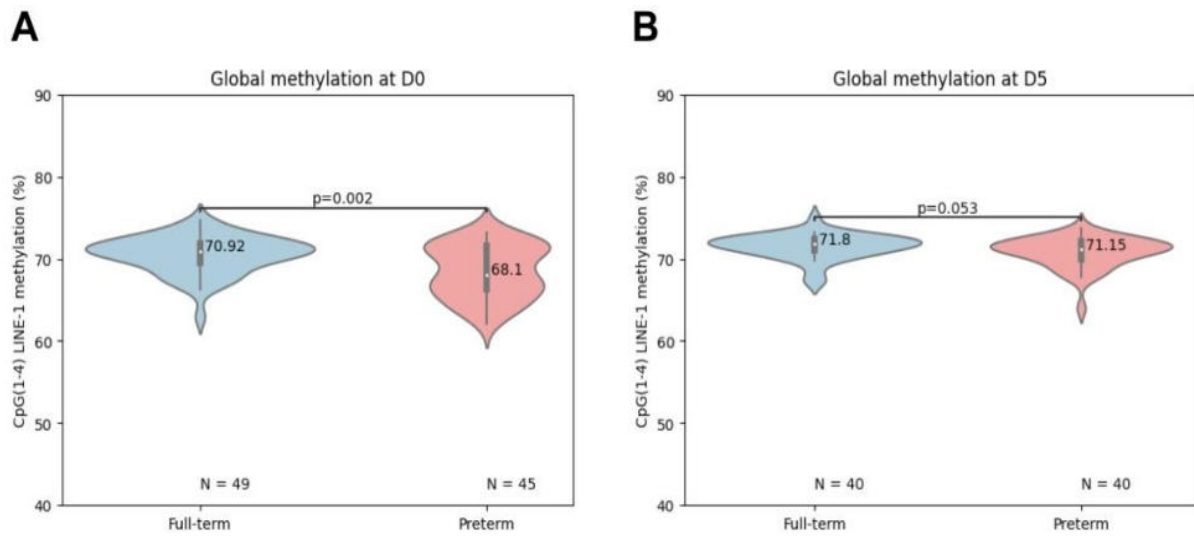 A
Global methylation at D0
CpG(1-4) LINE-1 methylation (%)
90
80
70
60
50
40
p=0.002
70.92
68.1
N = 49
N = 45
Full-term
Preterm
B
Global methylation at D5
CpG(1-4) LINE-1 methylation (%)
90
80
70
60
50
40
p=0.053
71.8
71.15
N = 40
N = 40
Full-term
Preterm